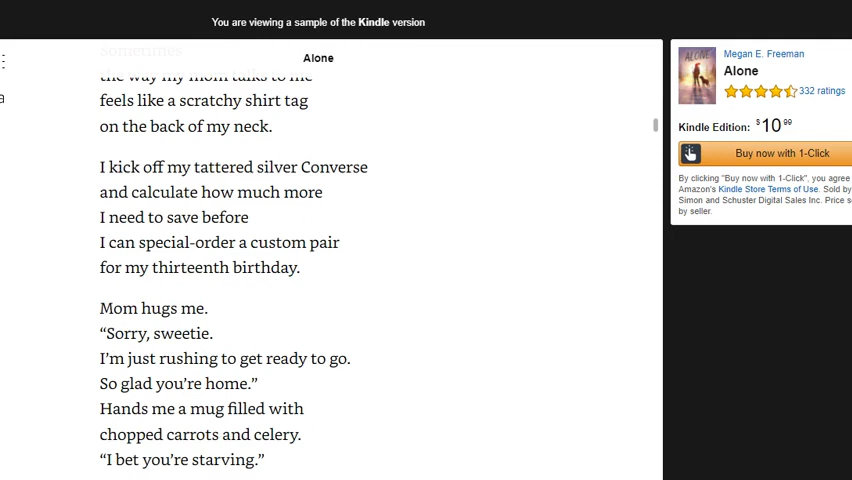 You are viewing a sample of the Kindle version
Alone
Sometimes
the way my mom talks to me
feels like a scratchy shirt tag
on the back of my neck.
I kick off my tattered silver Converse
and calculate how much more
I need to save before
I can special-order a custom pair
for my thirteenth birthday.
Mom hugs me.
“Sorry, sweetie.
I’m just rushing to get ready to go.
So glad you’re home.”
Hands me a mug filled with
chopped carrots and celery.
“I bet you’re starving.”
ALONE
Megan E. Freeman
Alone
332 ratings
Kindle Edition: $10 99
Buy now with 1-Click
By clicking "Buy now with 1-Click", you agree
Amazon's Kindle Store Terms of Use. Sold by
Simon and Schuster Digital Sales Inc. Price s
by seller.